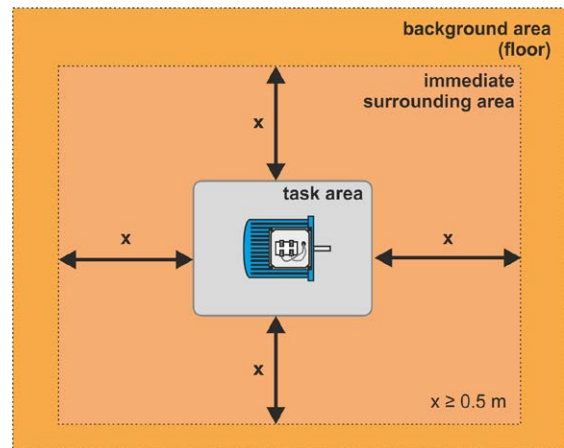 background area
(floor)
immediate
surrounding area
x
task area
x
x
x
x ≥ 0.5 m